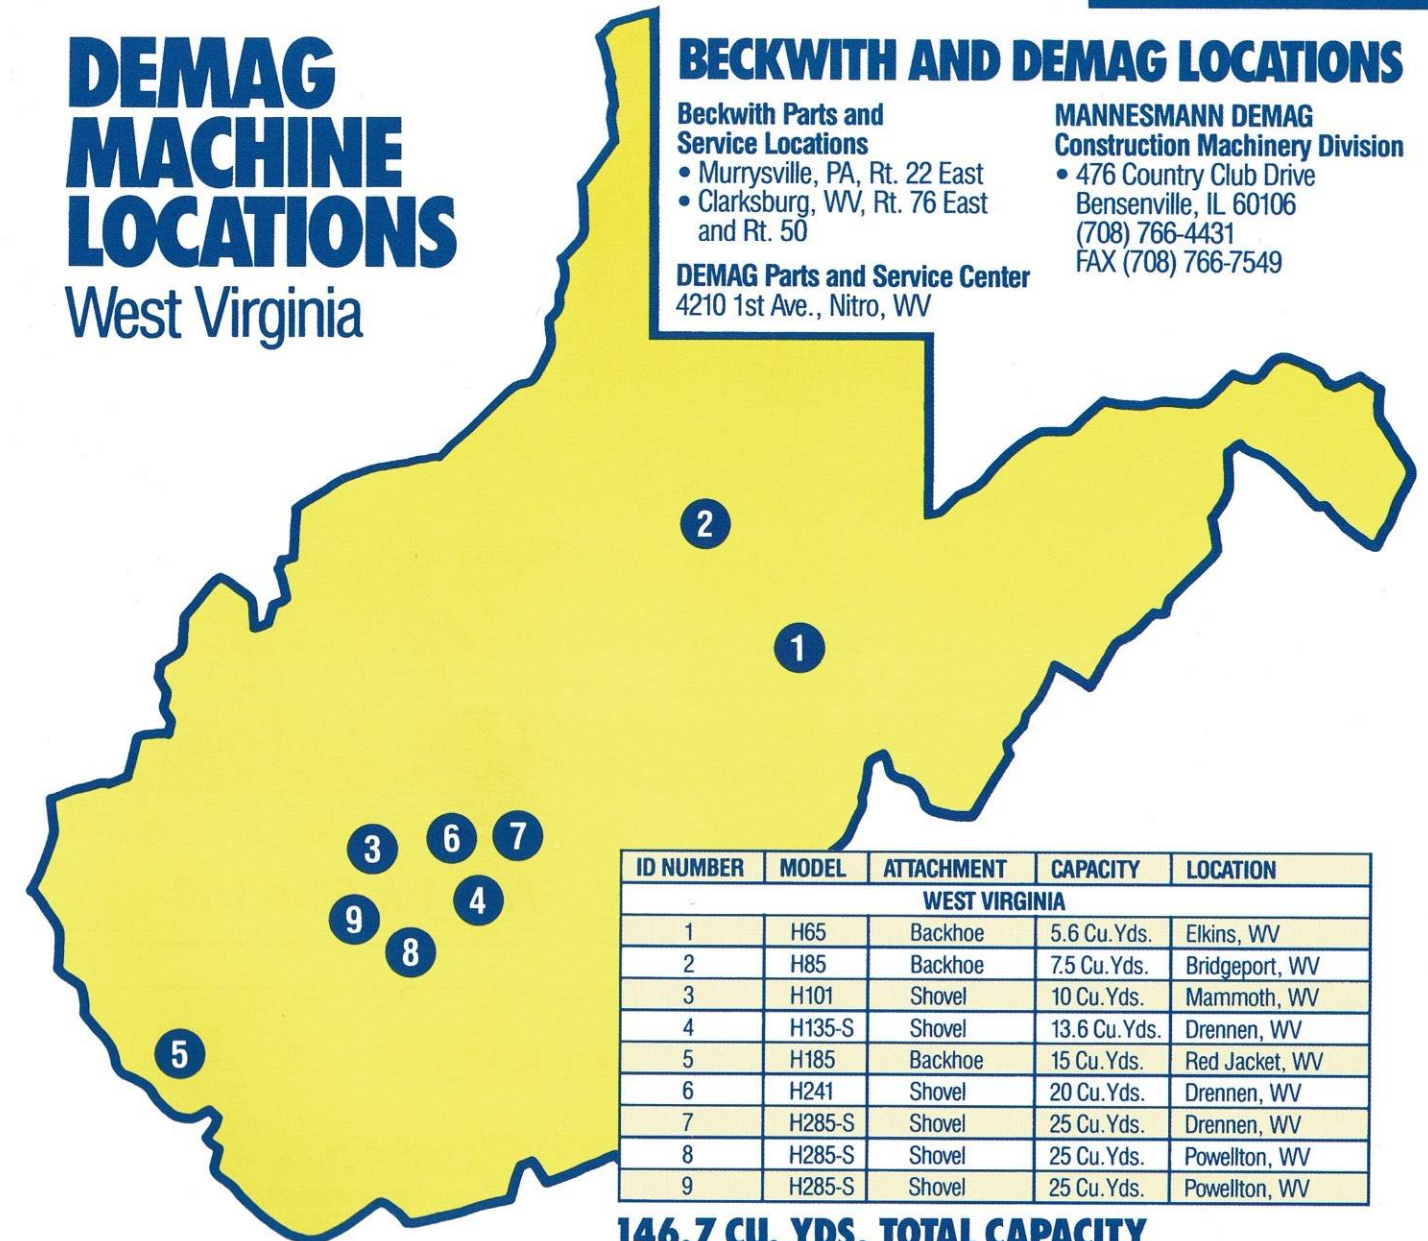 DEMAG
MACHINE
LOCATIONS
West Virginia
BECKWITH AND DEMAG LOCATIONS
Beckwith Parts and
Service Locations
• Murrysville, PA, Rt. 22 East
• Clarksburg, WV, Rt. 76 East
and Rt. 50
DEMAG Parts and Service Center
4210 1st Ave., Nitro, WV
MANNESMANN DEMAG
Construction Machinery Division
• 476 Country Club Drive
Bensenville, IL 60106
(708) 766-4431
FAX (708) 766-7549
2
1
3
6
7
4
9
8
5
ID NUMBER MODEL ATTACHMENT CAPACITY LOCATION
WEST VIRGINIA
1 H65 Backhoe 5.6 Cu.Yds. Elkins, WV
2 H85 Backhoe 7.5 Cu.Yds. Bridgeport, WV
3 H101 Shovel 10 Cu.Yds. Mammoth, WV
4 H135-S Shovel 13.6 Cu.Yds. Drennen, WV
5 H185 Backhoe 15 Cu.Yds. Red Jacket, WV
6 H241 Shovel 20 Cu.Yds. Drennen, WV
7 H285-S Shovel 25 Cu.Yds. Drennen, WV
8 H285-S Shovel 25 Cu.Yds. Powellton, WV
9 H285-S Shovel 25 Cu.Yds. Powellton, WV
146.7 CU. YDS. TOTAL CAPACITY